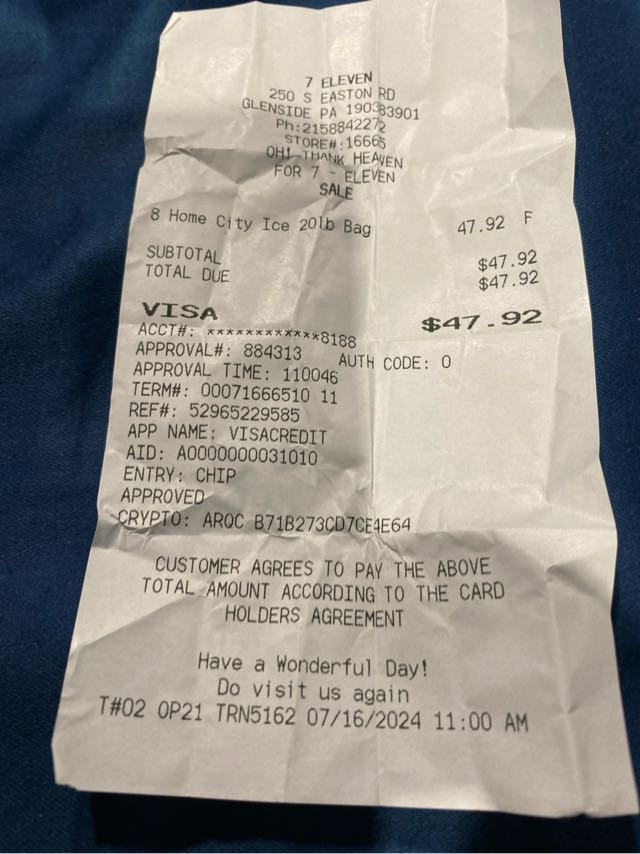 7 ELEVEN
250 S EASTON RD
GLENSIDE PA 190383901
Ph:2158842272
STORE#:16665
OH! THANK HEAVEN
FOR 7 - ELEVEN
SALE
8 Home City Ice 20lb Bag 47.92 F
SUBTOTAL $47.92
TOTAL DUE $47.92
VISA $47.92
ACCT#: ************8188
APPROVAL#: 884313 AUTH CODE: 0
APPROVAL TIME: 110046
TERM#: 00071666510 11
REF#: 52965229585
APP NAME: VISACREDIT
AID: A0000000031010
ENTRY: CHIP
APPROVED
CRYPTO: ARQC B71B273CD7CE4E64
CUSTOMER AGREES TO PAY THE ABOVE
TOTAL AMOUNT ACCORDING TO THE CARD
HOLDERS AGREEMENT
Have a Wonderful Day!
Do visit us again
T#02 OP21 TRN5162 07/16/2024 11:00 AM